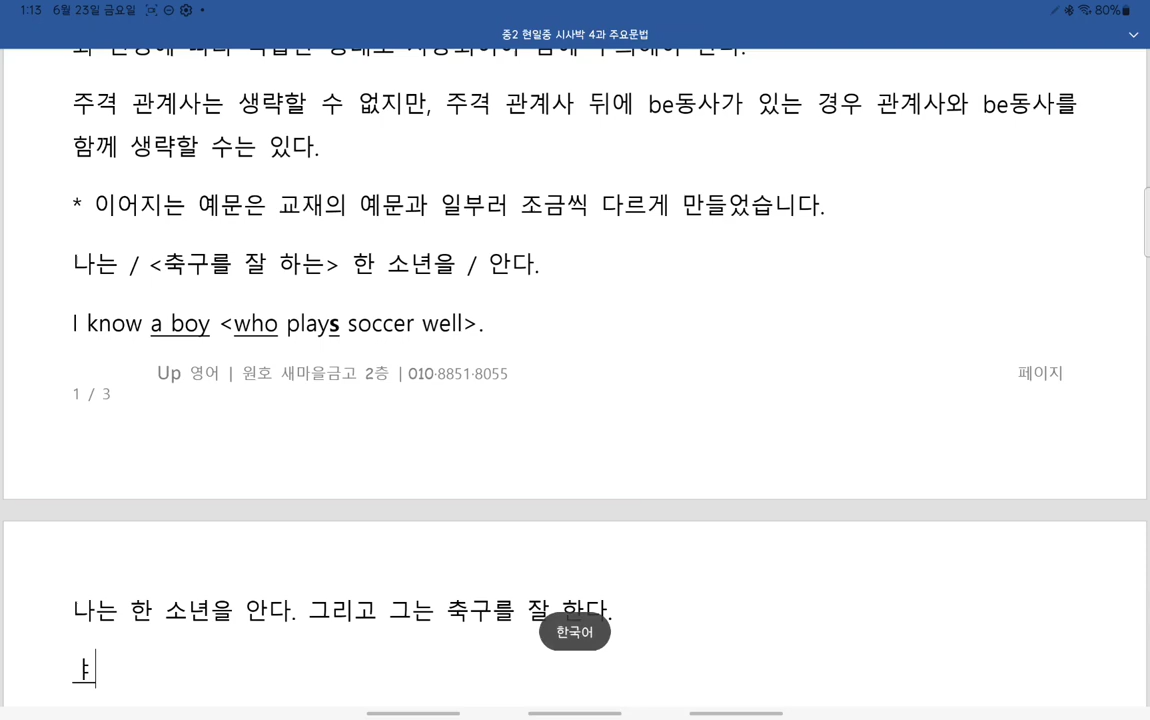 1:13 6월 23일 금요일
80%
중2 현일중 시사박 4과 주요문법
주격 관계사는 생략할 수 없지만, 주격 관계사 뒤에 be동사가 있는 경우 관계사와 be동사를
함께 생략할 수는 있다.
* 이어지는 예문은 교재의 예문과 일부러 조금씩 다르게 만들었습니다.
나는 / <축구를 잘 하는> 한 소년을 / 안다.
I know a boy <who plays soccer well>.
Up 영어 | 원호 새마을금고 2층 | 010·8851·8055 페이지
1 / 3
나는 한 소년을 안다. 그리고 그는 축구를 잘 한다.
한국어
ㅑ